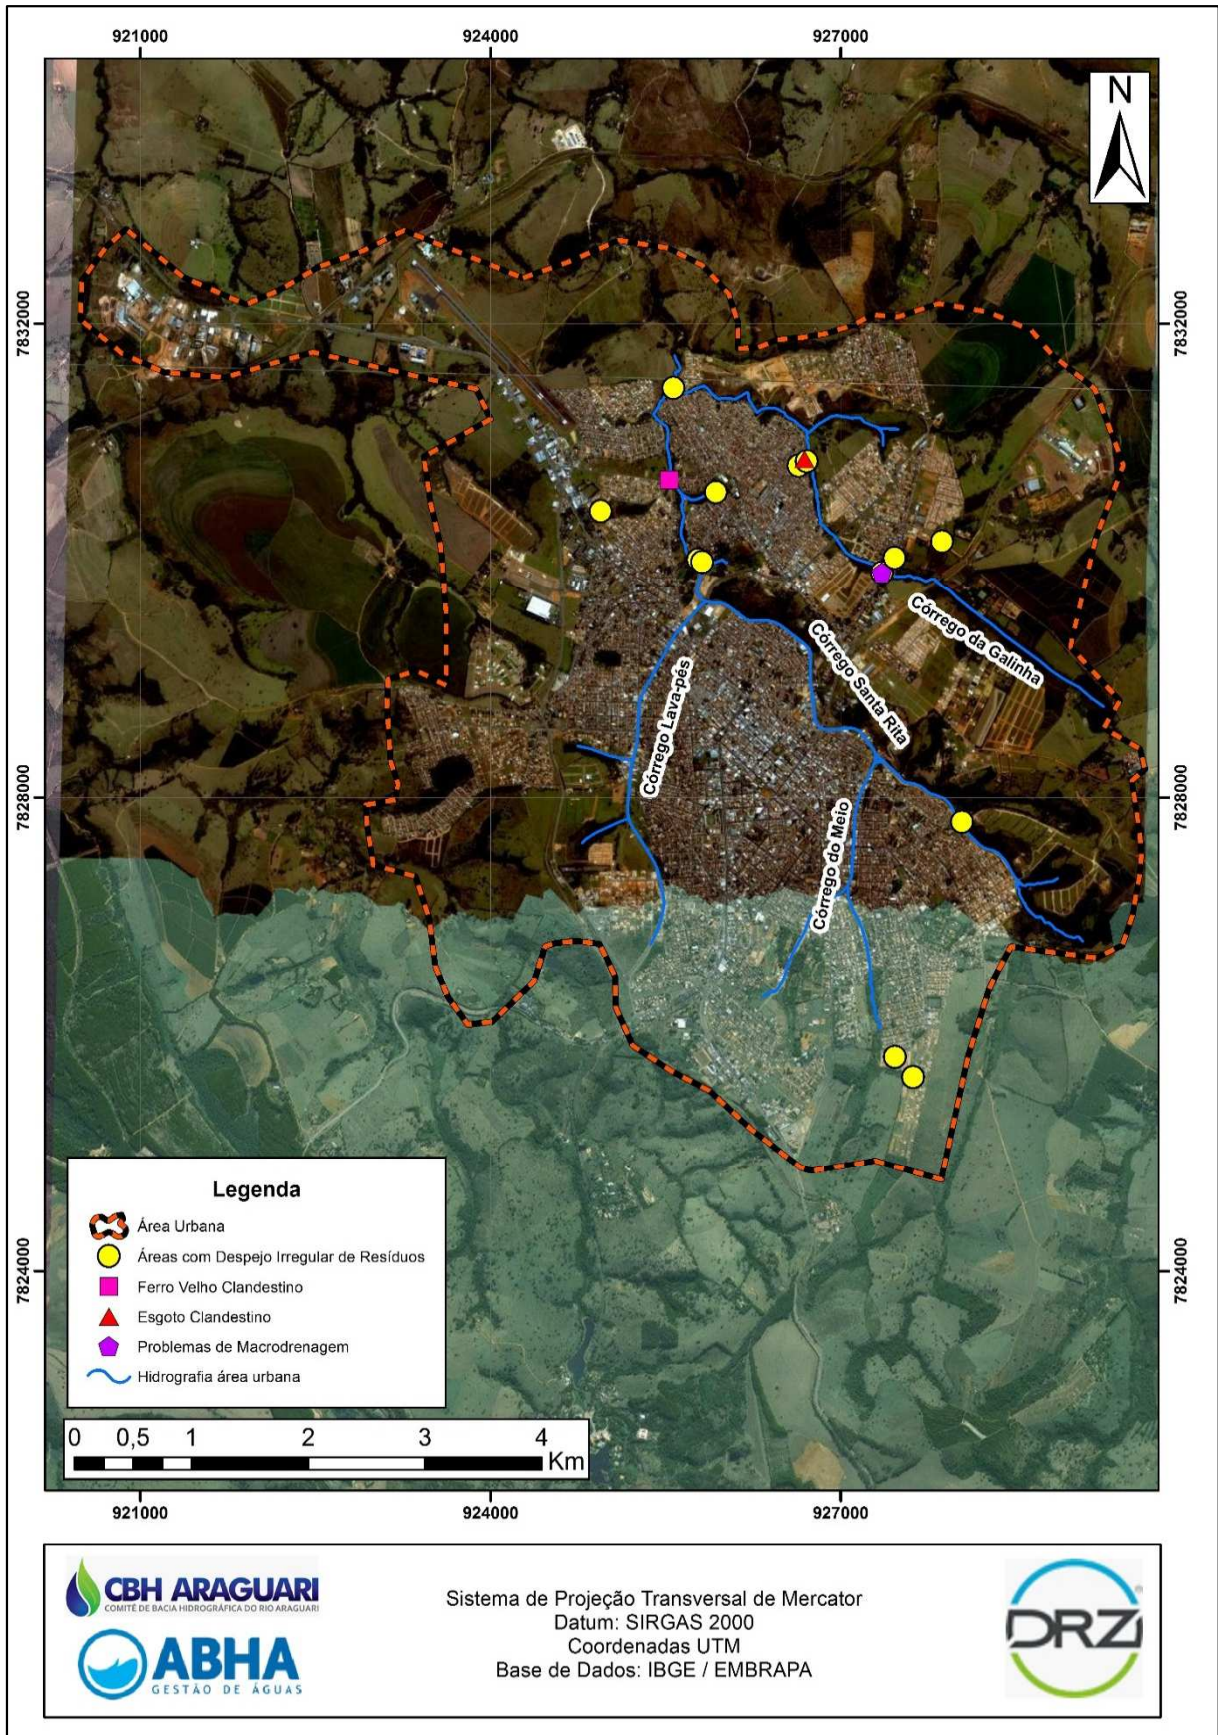 921000
924000
927000
N
7832000
7832000
Córrego da Galinha
Córrego Santa Rita
Córrego Lava-pés
7828000
7828000
Córrego do Meio
Legenda
Área Urbana
Áreas com Despejo Irregular de Resíduos
Ferro Velho Clandestino
Esgoto Clandestino
Problemas de Macrodrenagem
Hidrografia área urbana
7824000
7824000
0 0,5 1 2 3 4
Km
921000
924000
927000
CBH ARAGUARI
COMITÊ DE BACIA HIDROGRÁFICA DO RIO ARAGUARI
ABHA
GESTÃO DE ÁGUAS
Sistema de Projeção Transversal de Mercator
Datum: SIRGAS 2000
Coordenadas UTM
Base de Dados: IBGE / EMBRAPA
DRZ